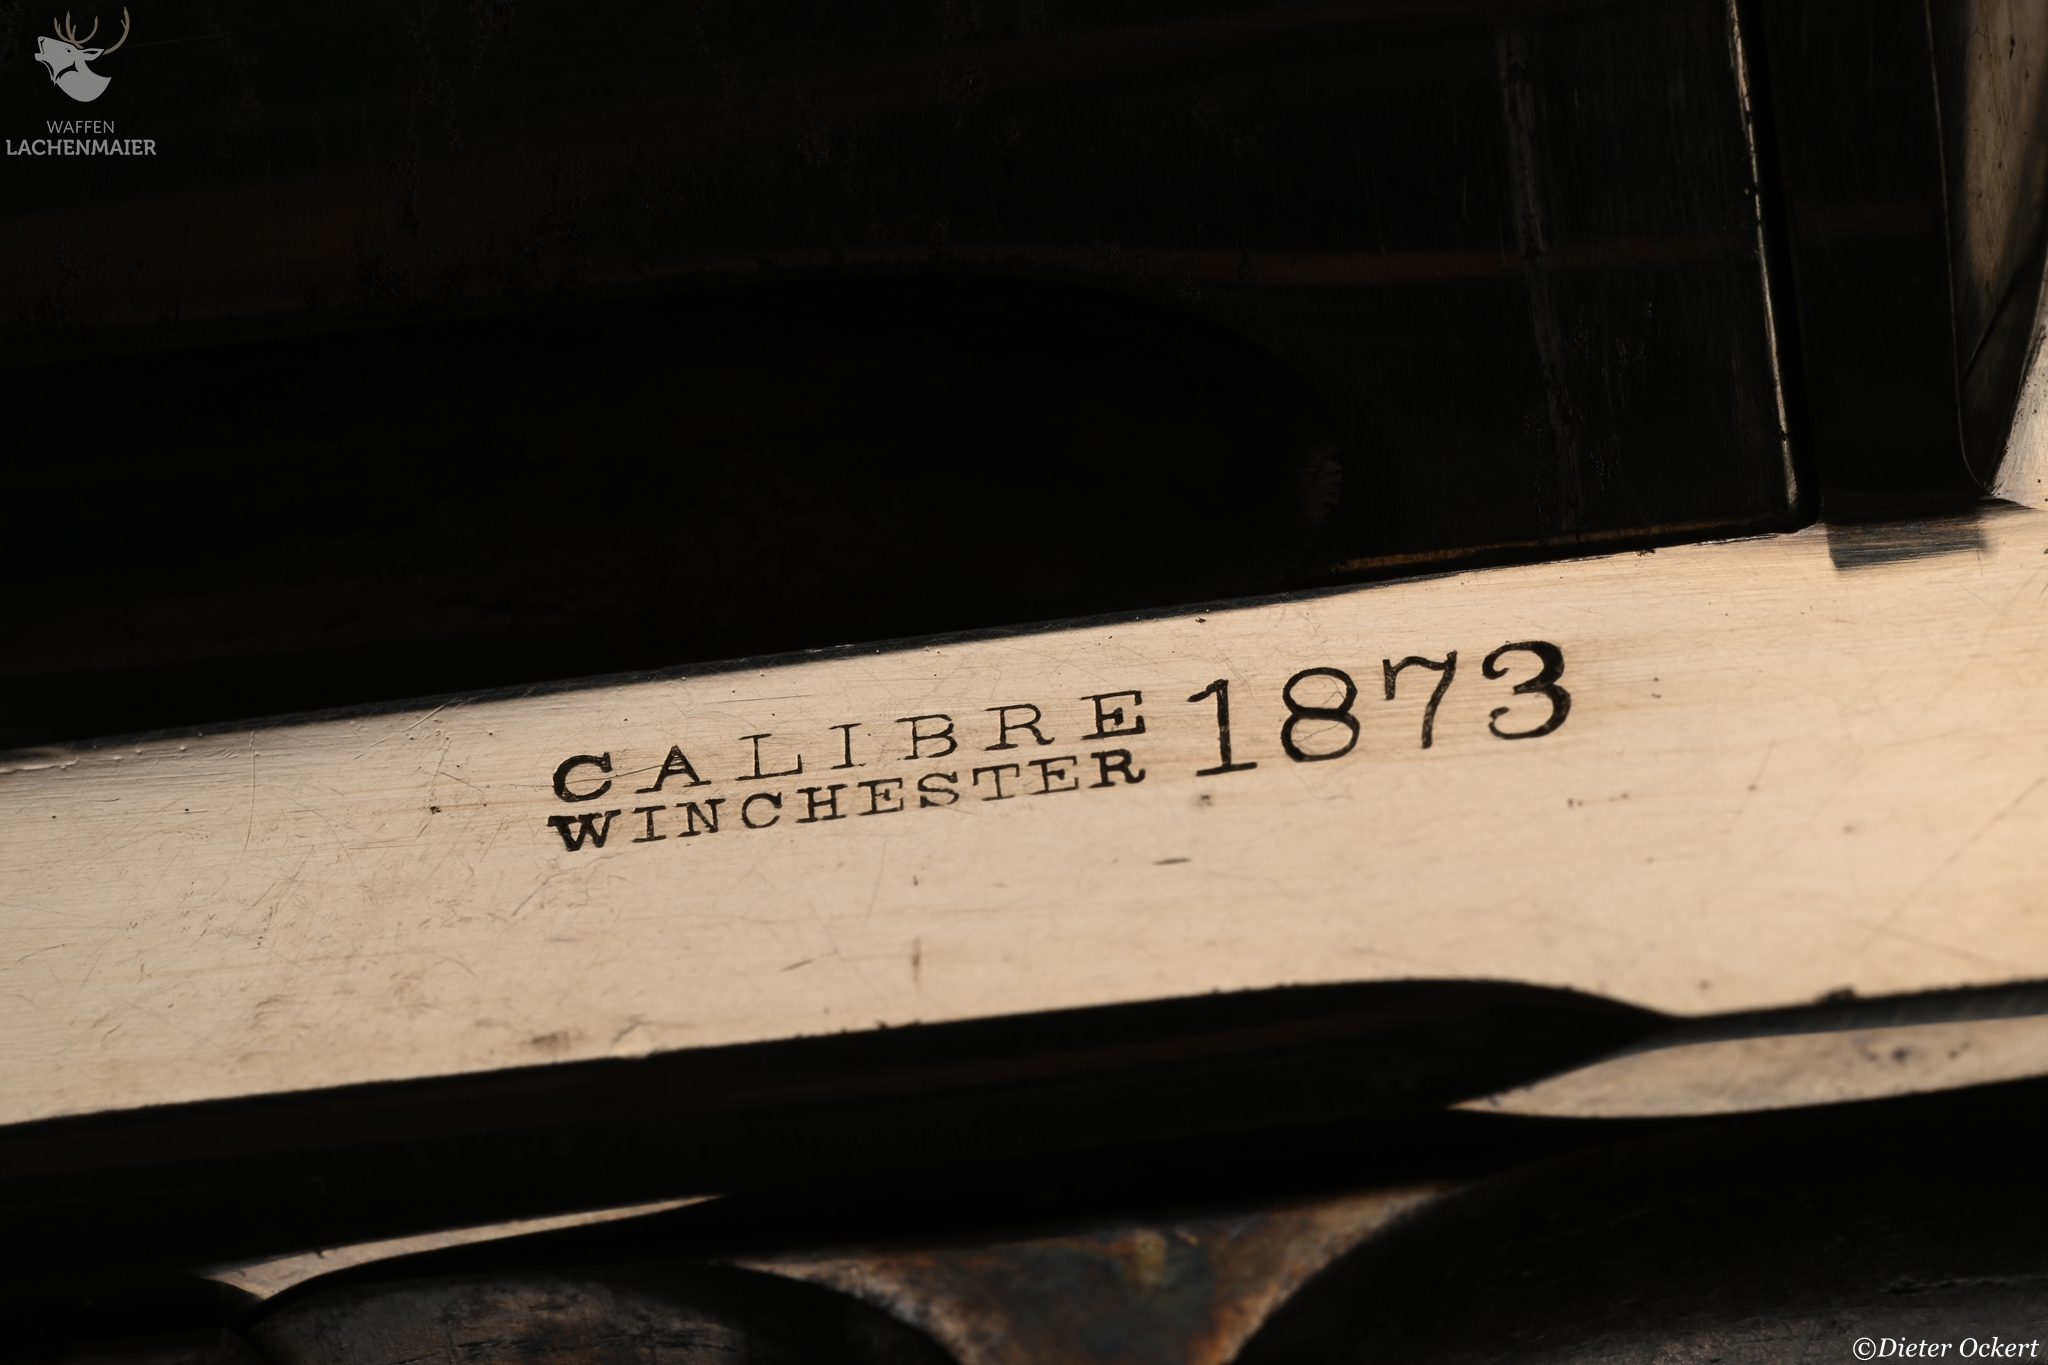 WAFFEN
LACHENMAIER
CALIBRE
WINCHESTER
1873
©Dieter Ockert